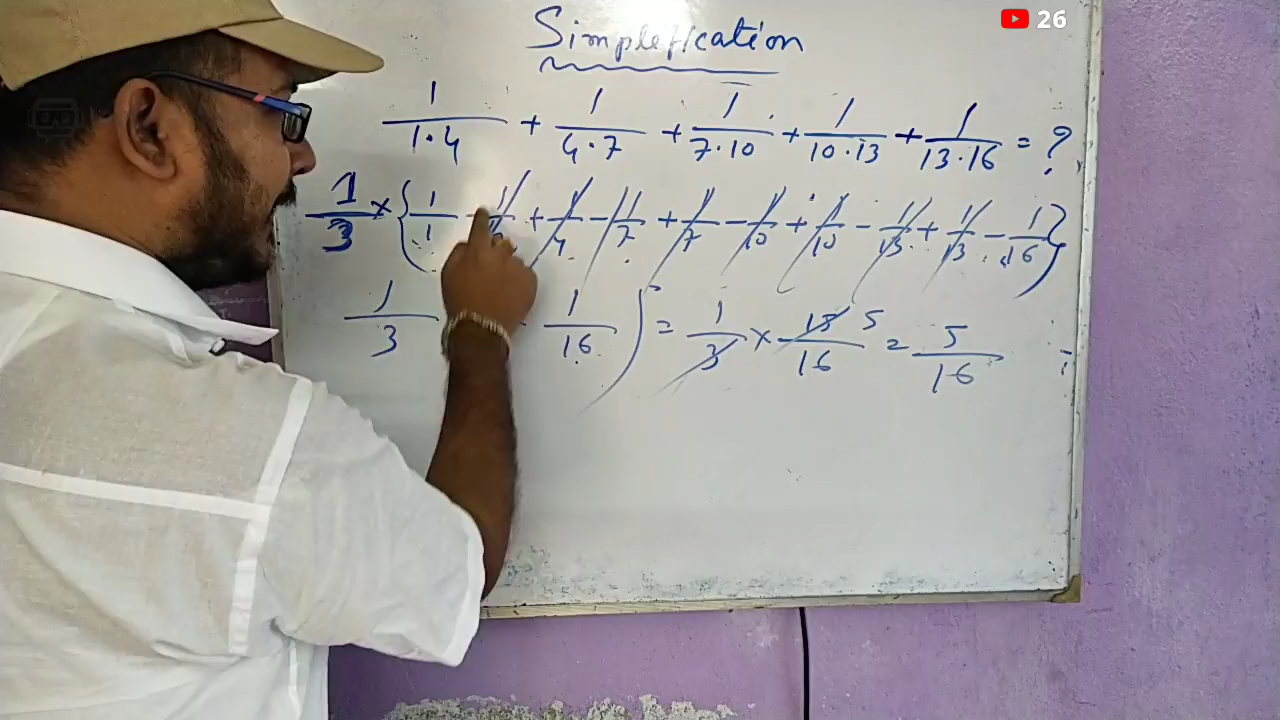 26
Simplefication
1/(1·4) + 1/(4·7) + 1/(7·10) + 1/(10·13) + 1/(13·16) = ?
1/3 × {1/1 - 1/ + 1/4 - 1/7 + 1/7 - 1/10 + 1/10 - 1/13 + 1/13 - 1/16}
1/3 1/16) = 1/3 × 15/16 5 = 5/16